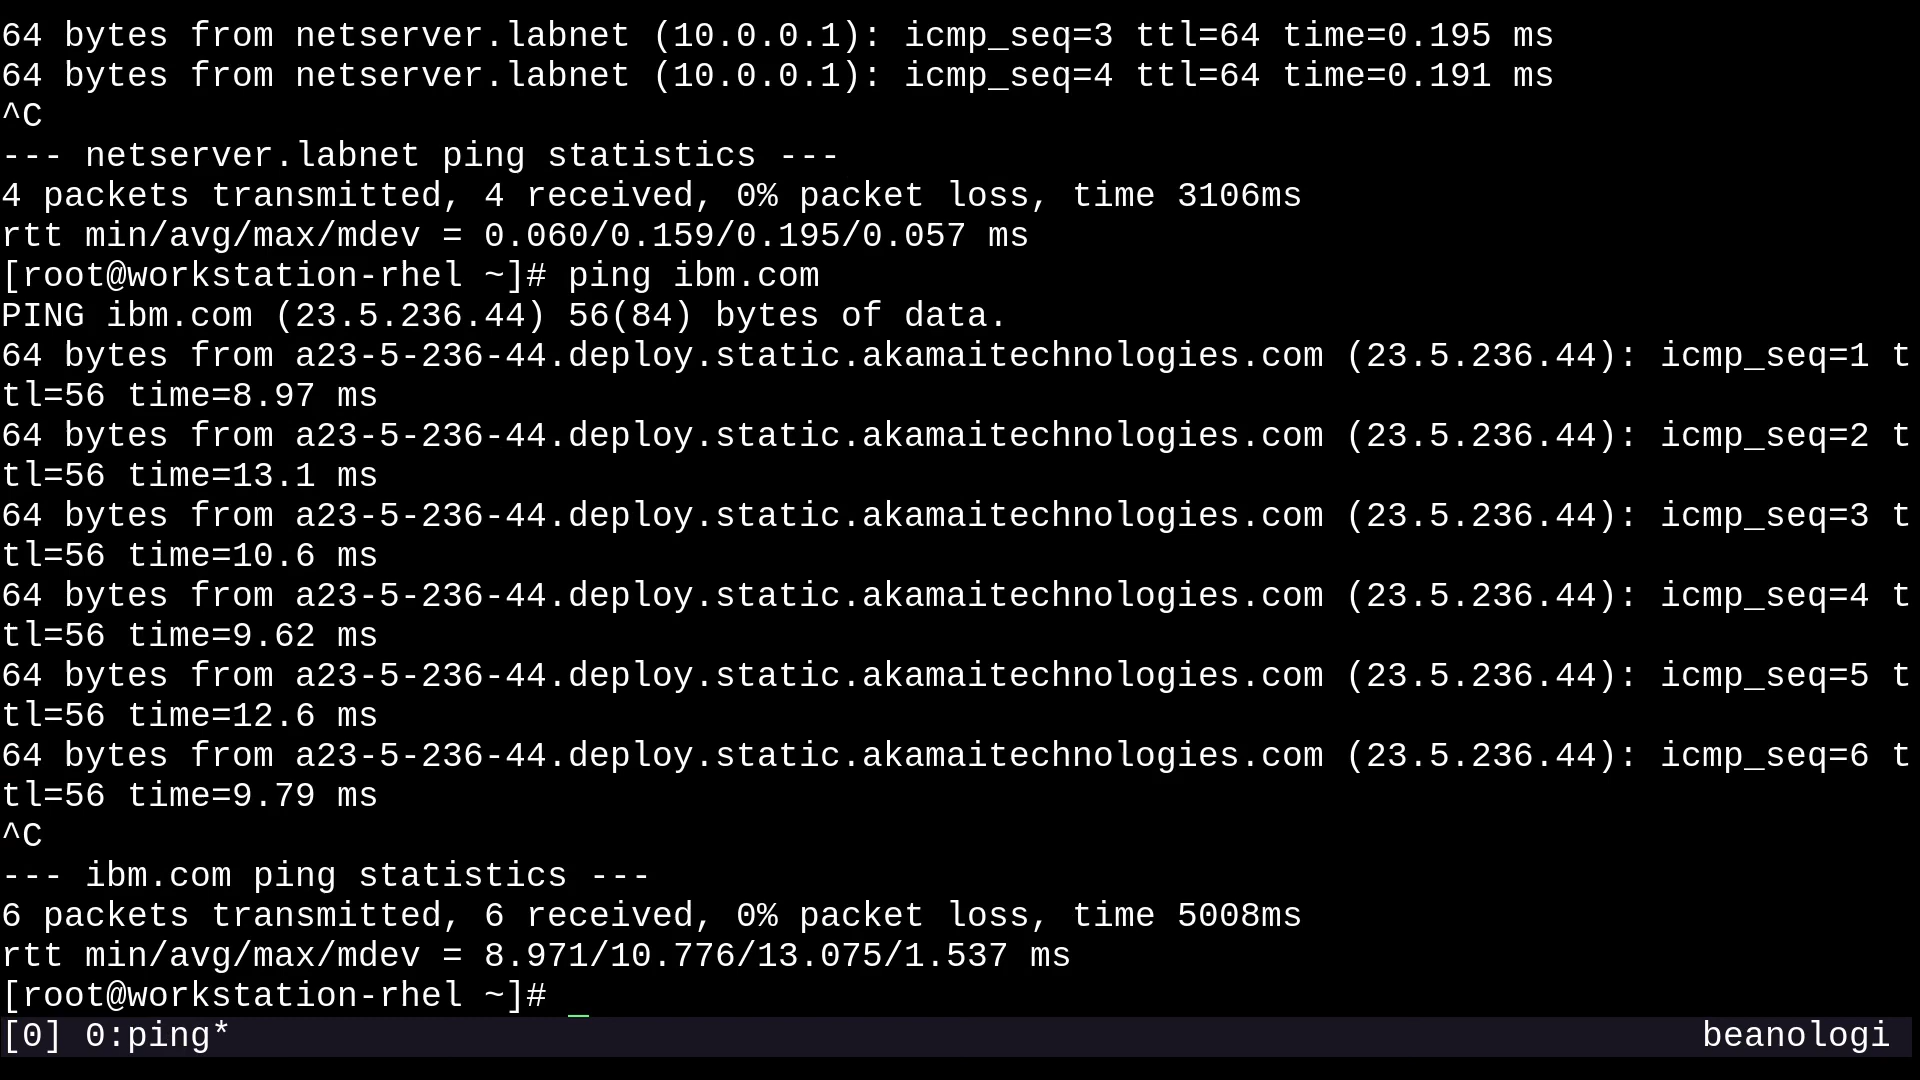 64 bytes from netserver.labnet (10.0.0.1): icmp_seq=3 ttl=64 time=0.195 ms
64 bytes from netserver.labnet (10.0.0.1): icmp_seq=4 ttl=64 time=0.191 ms
^C
--- netserver.labnet ping statistics ---
4 packets transmitted, 4 received, 0% packet loss, time 3106ms
rtt min/avg/max/mdev = 0.060/0.159/0.195/0.057 ms
[root@workstation-rhel ~]# ping ibm.com
PING ibm.com (23.5.236.44) 56(84) bytes of data.
64 bytes from a23-5-236-44.deploy.static.akamaitechnologies.com (23.5.236.44): icmp_seq=1 t
tl=56 time=8.97 ms
64 bytes from a23-5-236-44.deploy.static.akamaitechnologies.com (23.5.236.44): icmp_seq=2 t
tl=56 time=13.1 ms
64 bytes from a23-5-236-44.deploy.static.akamaitechnologies.com (23.5.236.44): icmp_seq=3 t
tl=56 time=10.6 ms
64 bytes from a23-5-236-44.deploy.static.akamaitechnologies.com (23.5.236.44): icmp_seq=4 t
tl=56 time=9.62 ms
64 bytes from a23-5-236-44.deploy.static.akamaitechnologies.com (23.5.236.44): icmp_seq=5 t
tl=56 time=12.6 ms
64 bytes from a23-5-236-44.deploy.static.akamaitechnologies.com (23.5.236.44): icmp_seq=6 t
tl=56 time=9.79 ms
^C
--- ibm.com ping statistics ---
6 packets transmitted, 6 received, 0% packet loss, time 5008ms
rtt min/avg/max/mdev = 8.971/10.776/13.075/1.537 ms
[root@workstation-rhel ~]# _
[0] 0:ping* beanologi